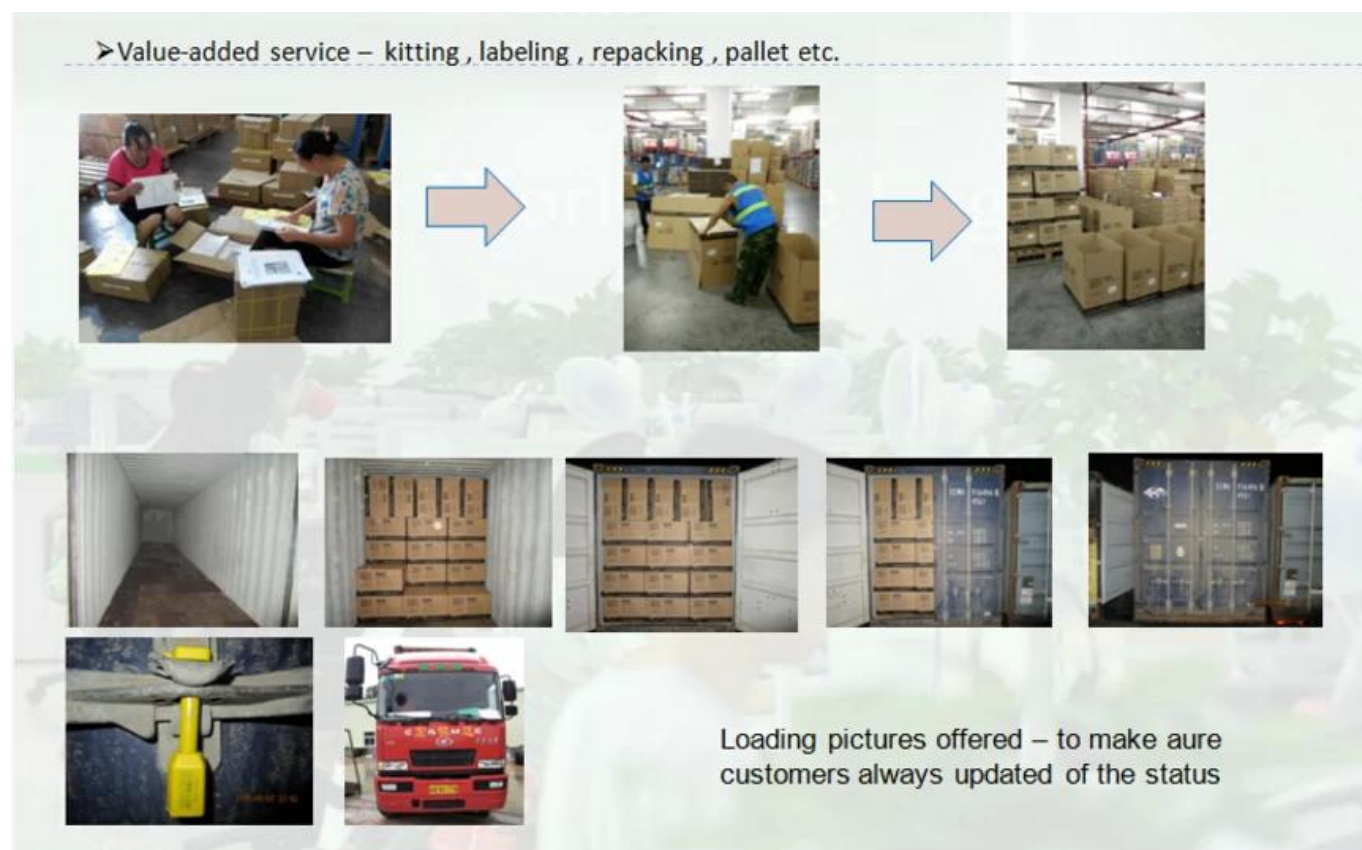 ➢Value-added service – kitting , labeling , repacking , pallet etc.
Loading pictures offered – to make aure
customers always updated of the status